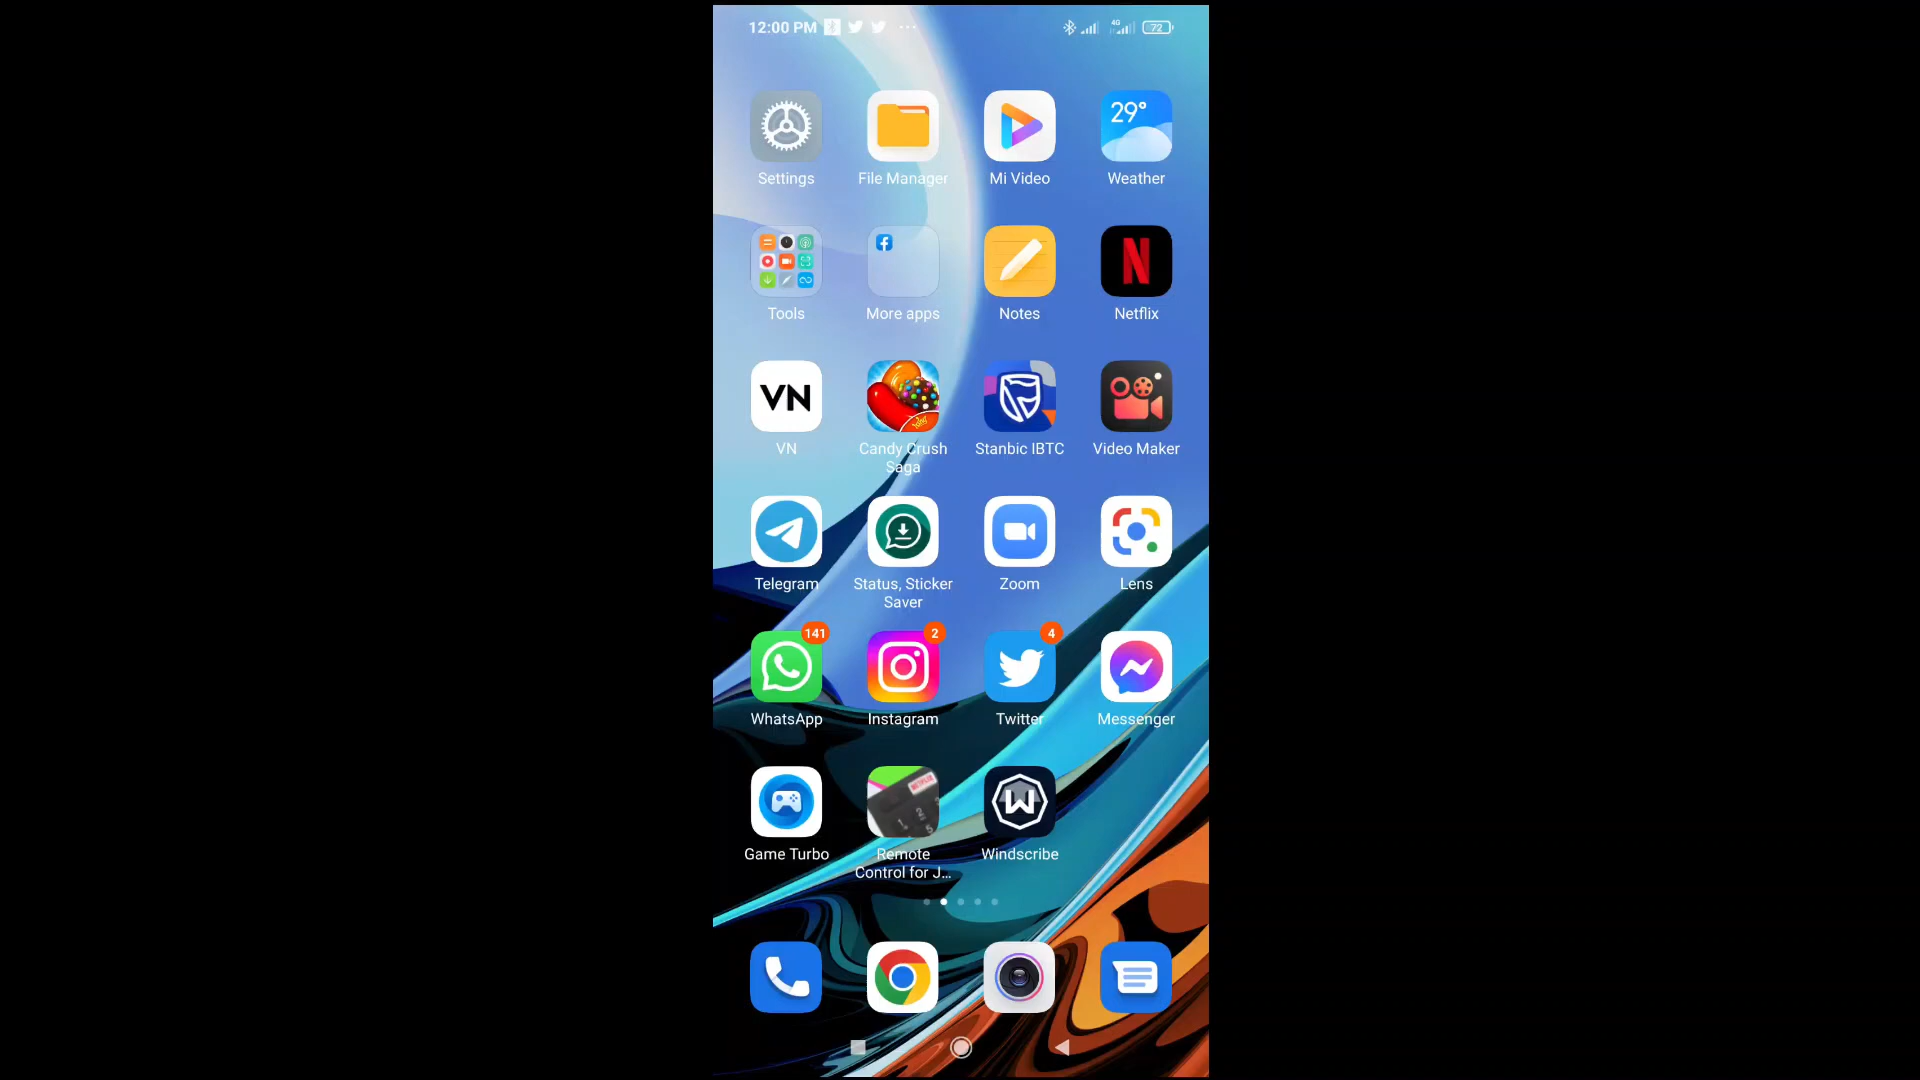 12:00 PM
4G
72
29°
Settings
File Manager
Mi Video
Weather
Tools
More apps
Notes
Netflix
VN
VN
Candy Crush
Saga
Stanbic IBTC
Video Maker
Telegram
Status, Sticker
Saver
Zoom
Lens
141
2
4
WhatsApp
Instagram
Twitter
Messenger
Game Turbo
Remote
Control for J...
Windscribe